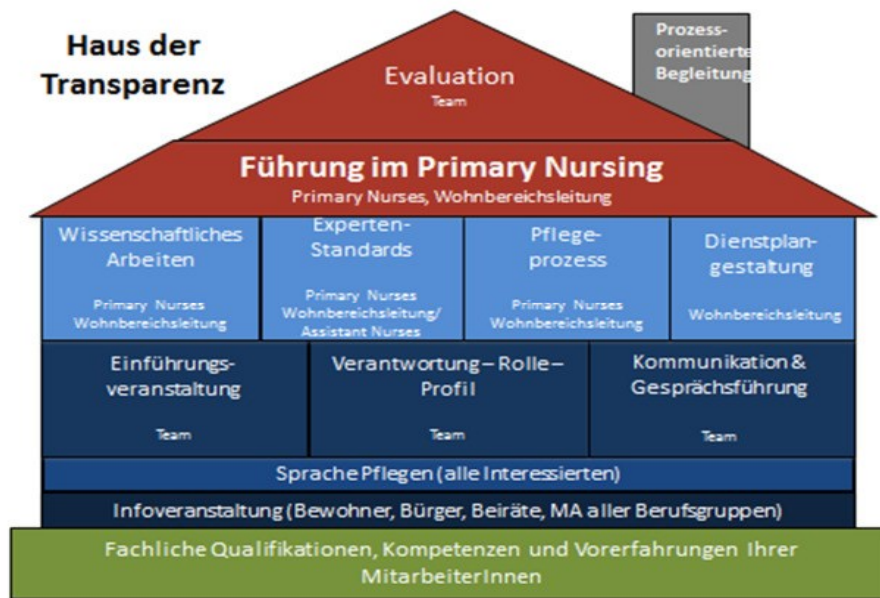 Haus der
Transparenz
Prozess-
orientierte
Begleitung
Evaluation
Team
Führung im Primary Nursing
Primary Nurses, Wohnbereichsleitung
Wissenschaftliches
Arbeiten
Primary Nurses
Wohnbereichsleitung
Experten-
Standards
Primary Nurses
Wohnbereichsleitung/
Assistant Nurses
Pflege-
prozess
Primary Nurses
Wohnbereichsleitung
Dienstplan-
gestaltung
Wohnbereichsleitung
Einführungs-
veranstaltung
Team
Verantwortung – Rolle –
Profil
Team
Kommunikation &
Gesprächsführung
Team
Sprache Pflegen (alle Interessierten)
Infoveranstaltung (Bewohner, Bürger, Beiräte, MA aller Berufsgruppen)
Fachliche Qualifikationen, Kompetenzen und Vorerfahrungen Ihrer
MitarbeiterInnen